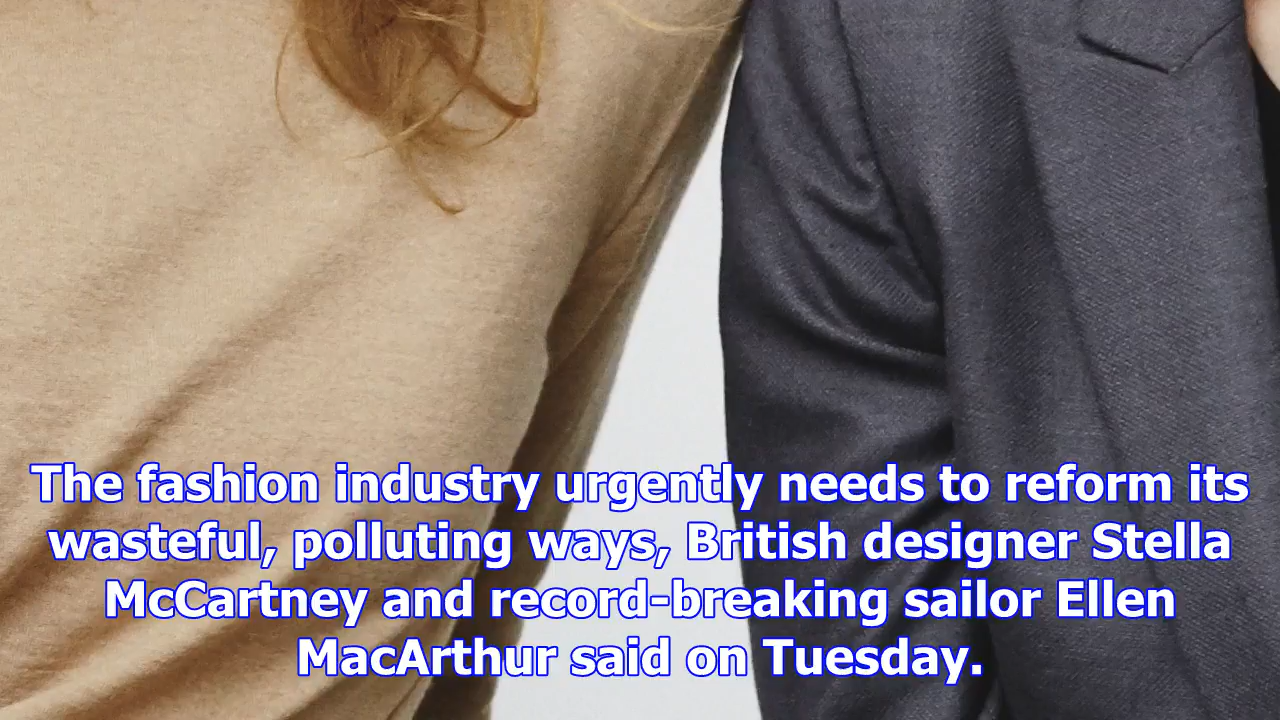 The fashion industry urgently needs to reform its
wasteful, polluting ways, British designer Stella
McCartney and record-breaking sailor Ellen
MacArthur said on Tuesday.